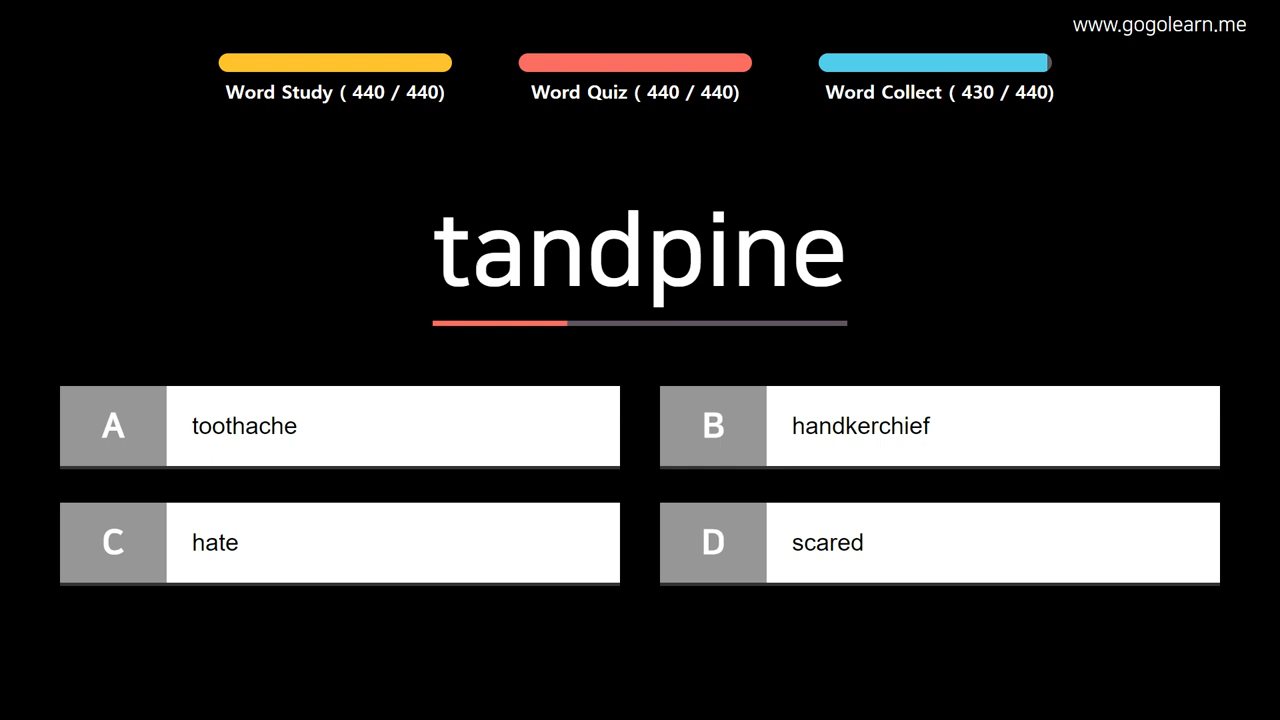 www.gogolearn.me
Word Study ( 440 / 440)
Word Quiz ( 440 / 440)
Word Collect ( 430 / 440)
tandpine
A toothache
B handkerchief
C hate
D scared